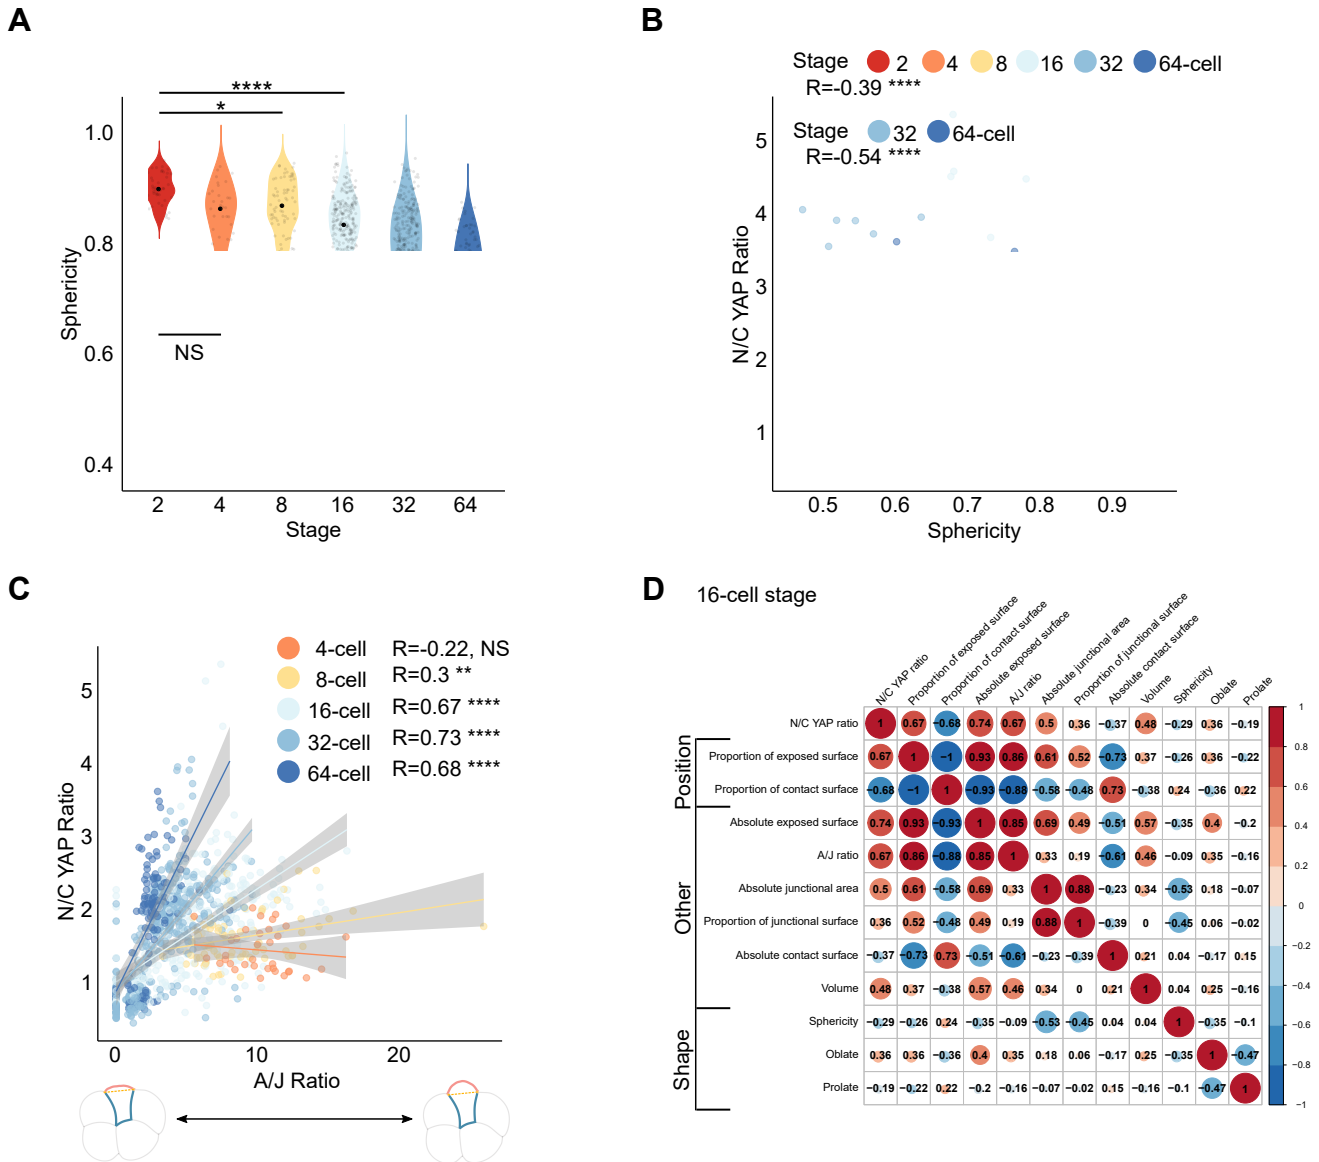 A
****
*
1.0
0.8
0.6
0.4
Sphericity
NS
2 4 8 16 32 64
Stage
B
Stage 2 4 8 16 32 64-cell
R=-0.39 ****
Stage 32 64-cell
R=-0.54 ****
5
4
3
2
1
N/C YAP Ratio
0.5 0.6 0.7 0.8 0.9
Sphericity
C
4-cell R=-0.22, NS
8-cell R=0.3 **
16-cell R=0.67 ****
32-cell R=0.73 ****
64-cell R=0.68 ****
5
4
3
2
1
N/C YAP Ratio
0 10 20
A/J Ratio
D
16-cell stage
N/C YAP ratio
Proportion of exposed surface
Proportion of contact surface
Absolute exposed surface
A/J ratio
Absolute junctional area
Proportion of junctional surface
Absolute contact surface
Volume
Sphericity
Oblate
Prolate
Position
Other
Shape
N/C YAP ratio 1 0.67 −0.68 0.74 0.67 0.5 0.36 −0.37 0.48 −0.29 0.36 −0.19
Proportion of exposed surface 0.67 1 −1 0.93 0.86 0.61 0.52 −0.73 0.37 −0.26 0.36 −0.22
Proportion of contact surface −0.68 −1 1 −0.93 −0.88 −0.58 −0.48 0.73 −0.38 0.24 −0.36 0.22
Absolute exposed surface 0.74 0.93 −0.93 1 0.85 0.69 0.49 −0.51 0.57 −0.35 0.4 −0.2
A/J ratio 0.67 0.86 −0.88 0.85 1 0.33 0.19 −0.61 0.46 −0.09 0.35 −0.16
Absolute junctional area 0.5 0.61 −0.58 0.69 0.33 1 0.88 −0.23 0.34 −0.53 0.18 −0.07
Proportion of junctional surface 0.36 0.52 −0.48 0.49 0.19 0.88 1 −0.39 0 −0.45 0.06 −0.02
Absolute contact surface −0.37 −0.73 0.73 −0.51 −0.61 −0.23 −0.39 1 0.21 0.04 −0.17 0.15
Volume 0.48 0.37 −0.38 0.57 0.46 0.34 0 0.21 1 0.04 0.25 −0.16
Sphericity −0.29 −0.26 0.24 −0.35 −0.09 −0.53 −0.45 0.04 0.04 1 −0.35 −0.1
Oblate 0.36 0.36 −0.36 0.4 0.35 0.18 0.06 −0.17 0.25 −0.35 1 −0.47
Prolate −0.19 −0.22 0.22 −0.2 −0.16 −0.07 −0.02 0.15 −0.16 −0.1 −0.47 1
1
0.8
0.6
0.4
0.2
0
−0.2
−0.4
−0.6
−0.8
−1